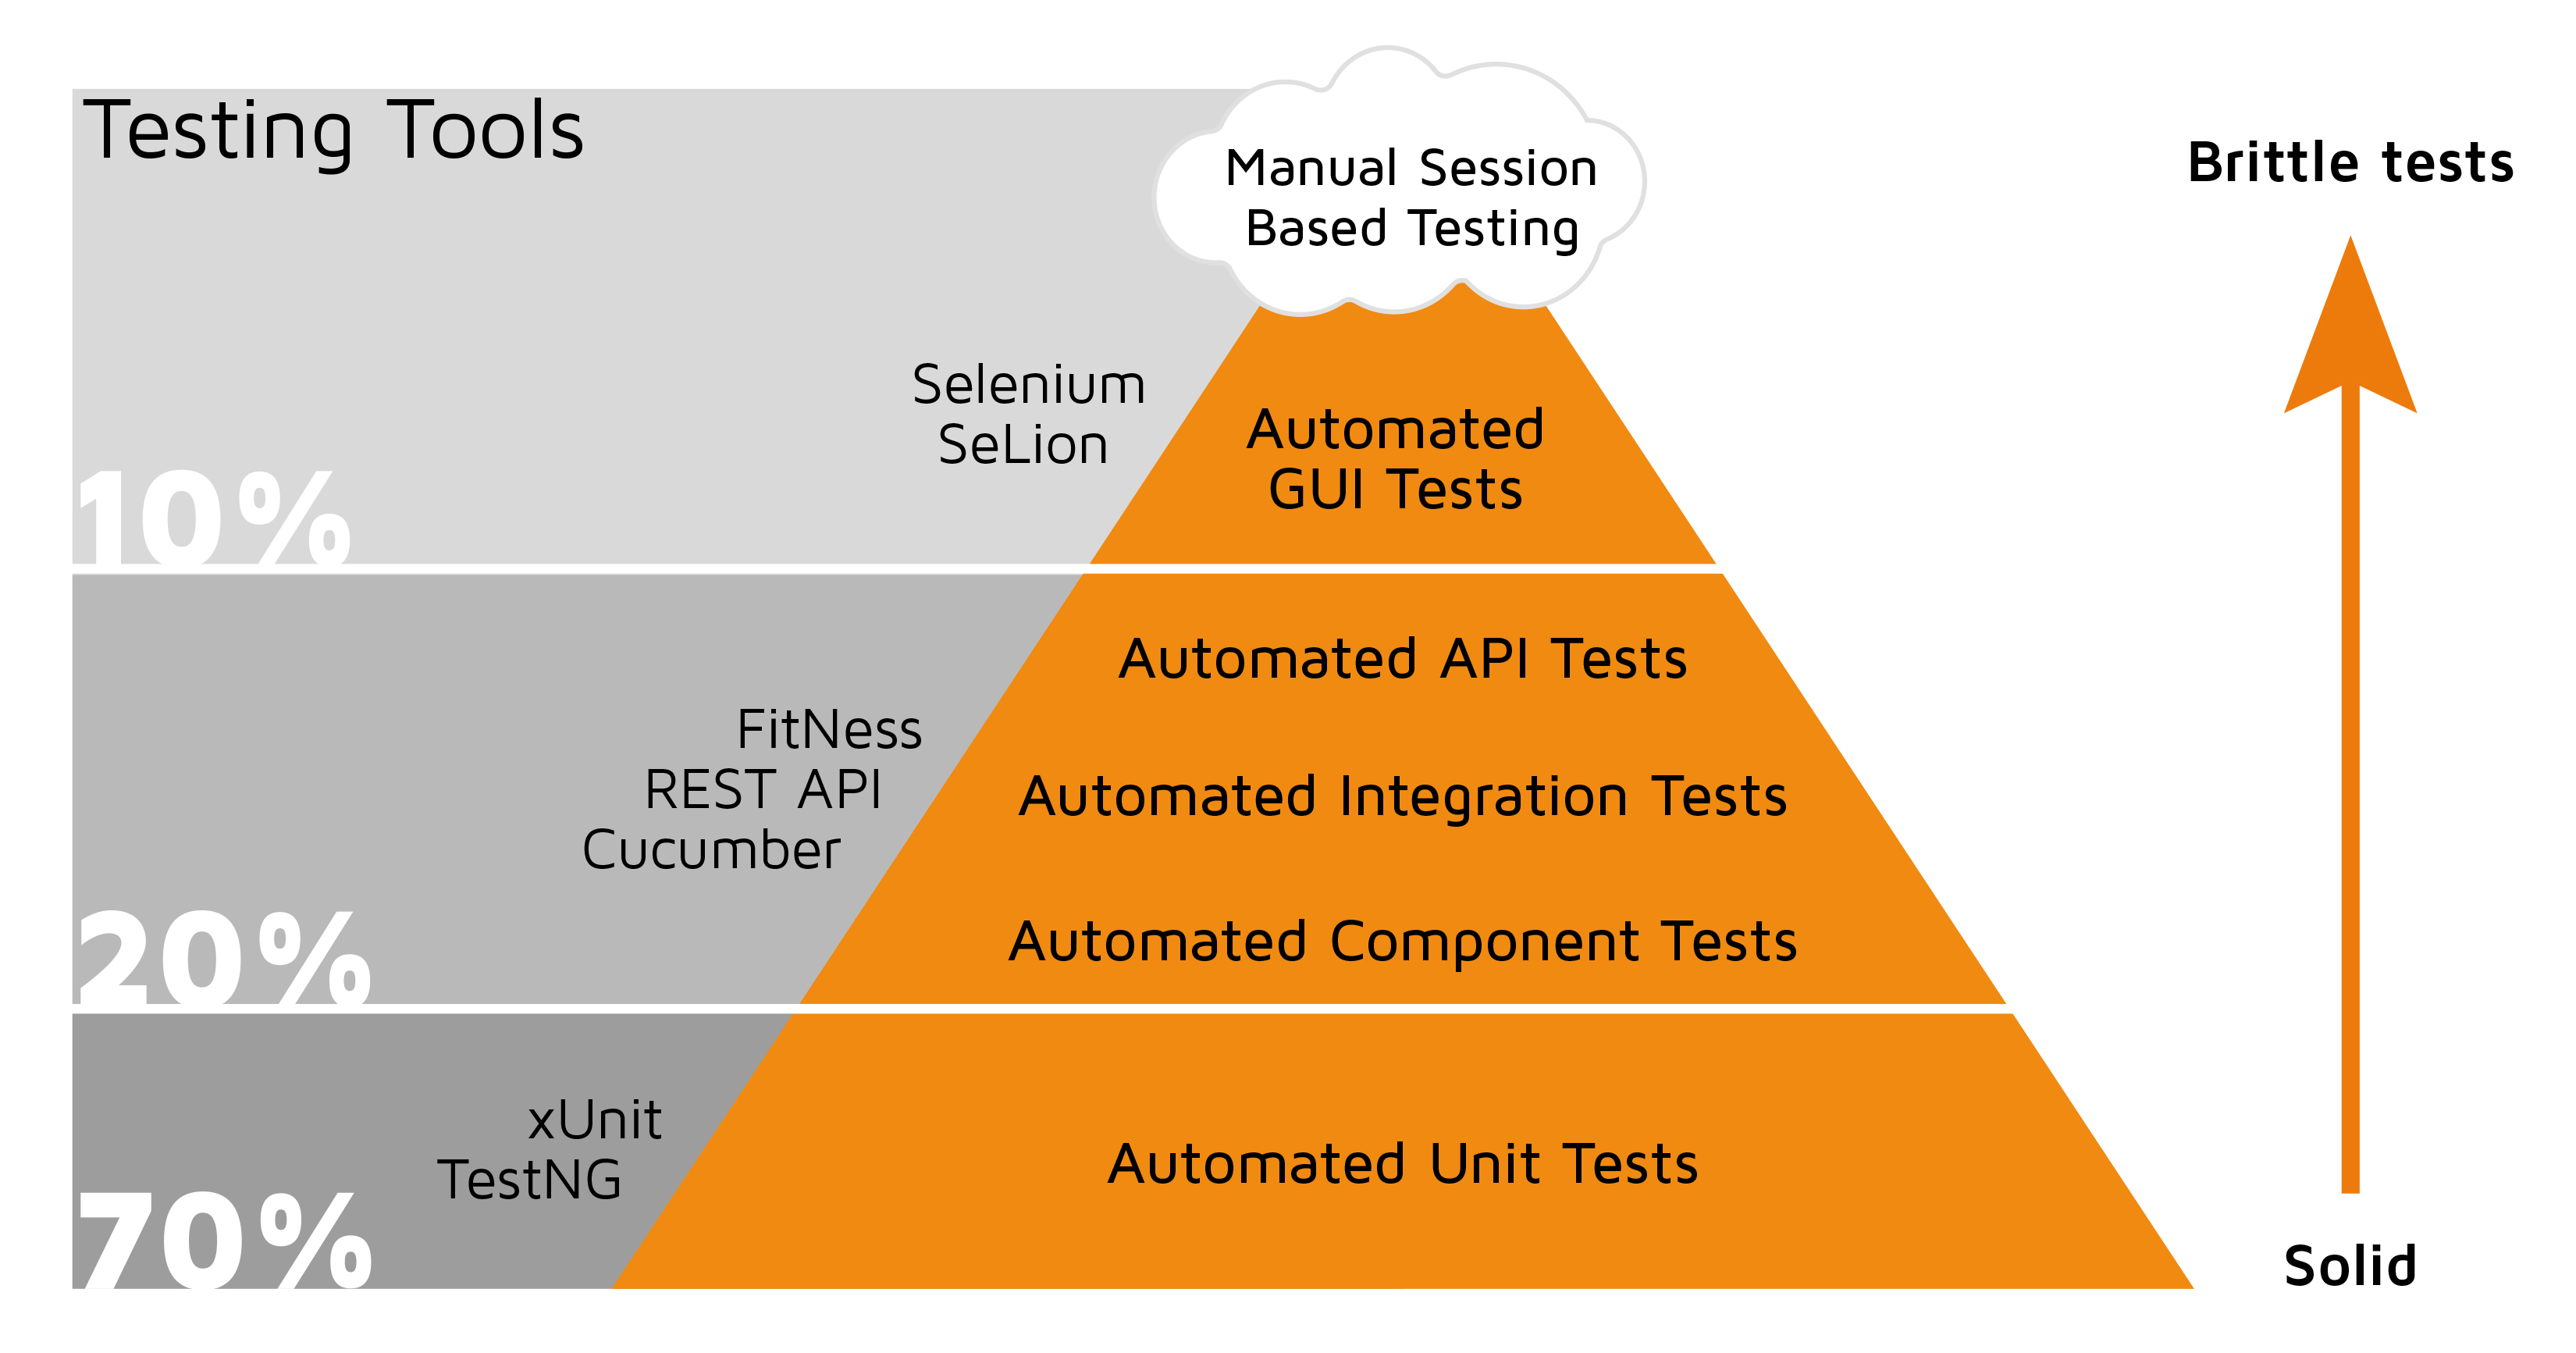 Testing Tools
Manual Session
Based Testing
Brittle tests
Selenium
SeLion
Automated
GUI Tests
10%
Automated API Tests
FitNess
REST API
Cucumber
Automated Integration Tests
Automated Component Tests
20%
xUnit
TestNG
Automated Unit Tests
70%
Solid